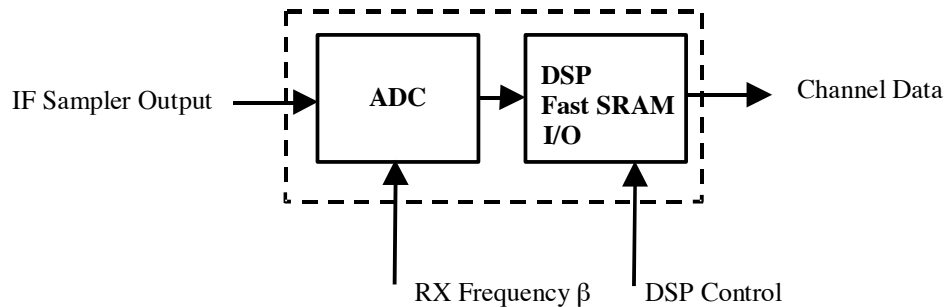 IF Sampler Output
ADC
DSP
Fast SRAM
I/O
Channel Data
RX Frequency β
DSP Control